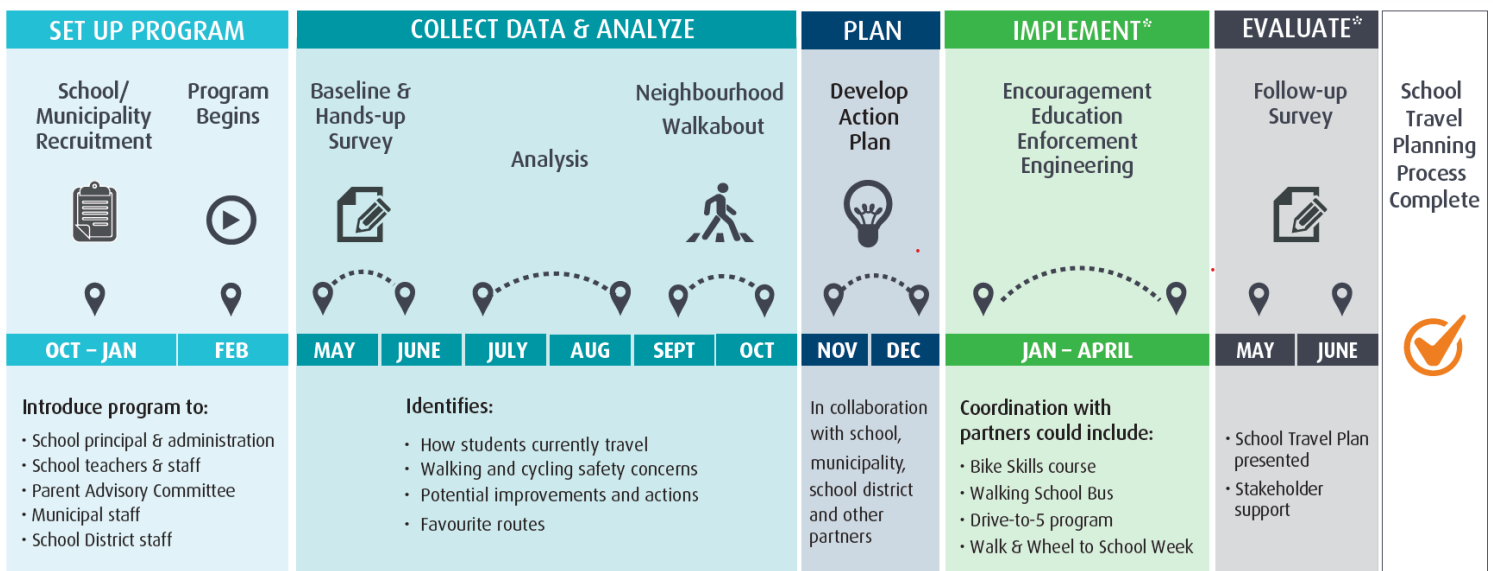 SET UP PROGRAM
School/
Municipality
Recruitment
Program
Begins
OCT – JAN
FEB
Introduce program to:
• School principal & administration
• School teachers & staff
• Parent Advisory Committee
• Municipal staff
• School District staff
COLLECT DATA & ANALYZE
Baseline &
Hands-up
Survey
Analysis
Neighbourhood
Walkabout
MAY
JUNE
JULY
AUG
SEPT
OCT
Identifies:
• How students currently travel
• Walking and cycling safety concerns
• Potential improvements and actions
• Favourite routes
PLAN
Develop
Action
Plan
NOV
DEC
In collaboration
with school,
municipality,
school district
and other
partners
IMPLEMENT*
Encouragement
Education
Enforcement
Engineering
JAN – APRIL
Coordination with
partners could include:
• Bike Skills course
• Walking School Bus
• Drive-to-5 program
• Walk & Wheel to School Week
EVALUATE*
Follow-up
Survey
MAY
JUNE
• School Travel Plan
presented
• Stakeholder
support
School
Travel
Planning
Process
Complete